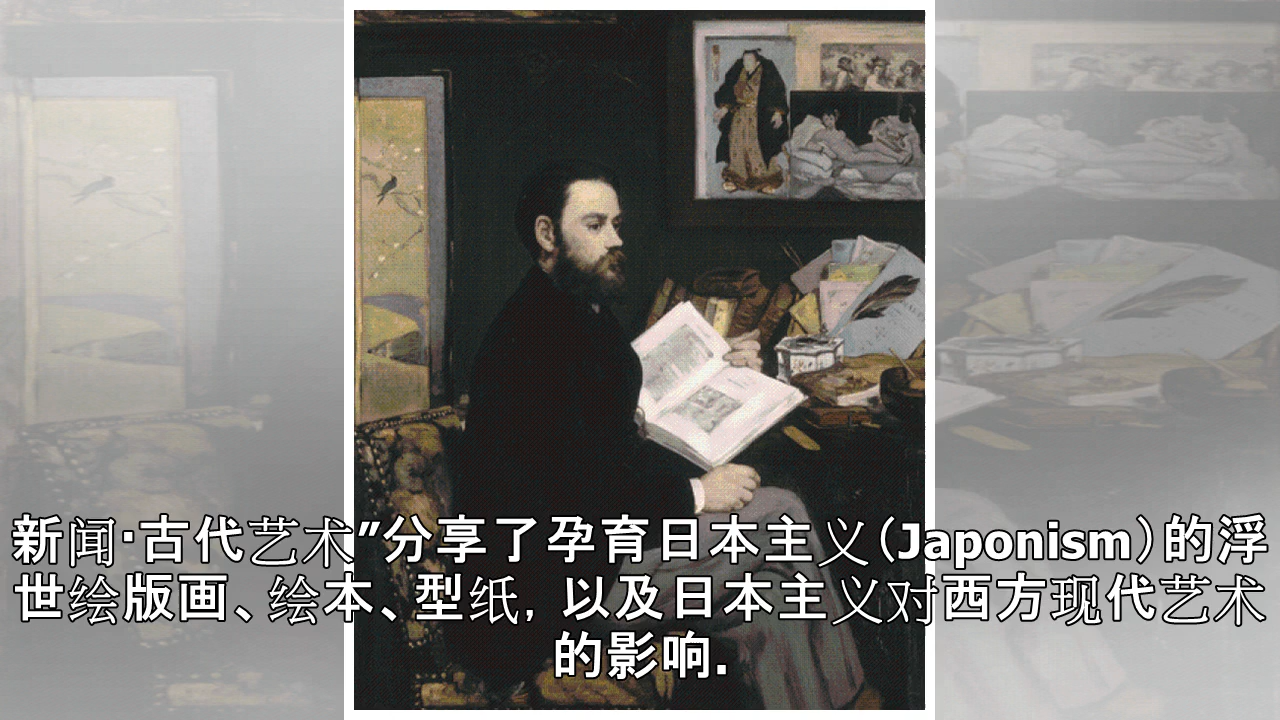 新闻·古代艺术”分享了孕育日本主义(Japonism)的浮
世绘版画、绘本、型纸, 以及日本主义对西方现代艺术
的影响.